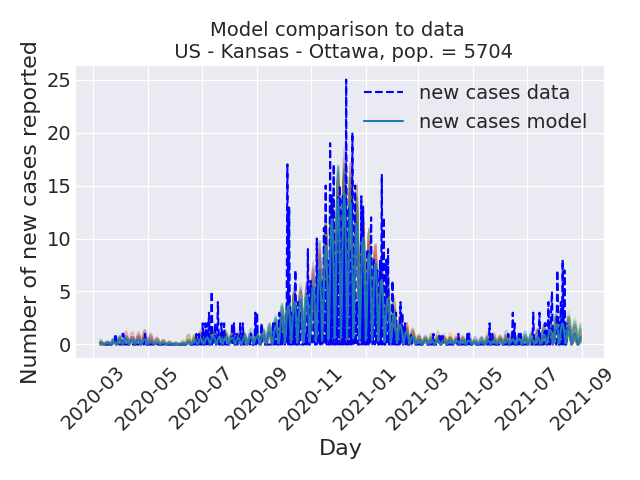 Model comparison to data
US - Kansas - Ottawa, pop. = 5704
Number of new cases reported
25
20
15
10
5
0
new cases data
new cases model
2020-03
2020-05
2020-07
2020-09
2020-11
2021-01
2021-03
2021-05
2021-07
2021-09
Day